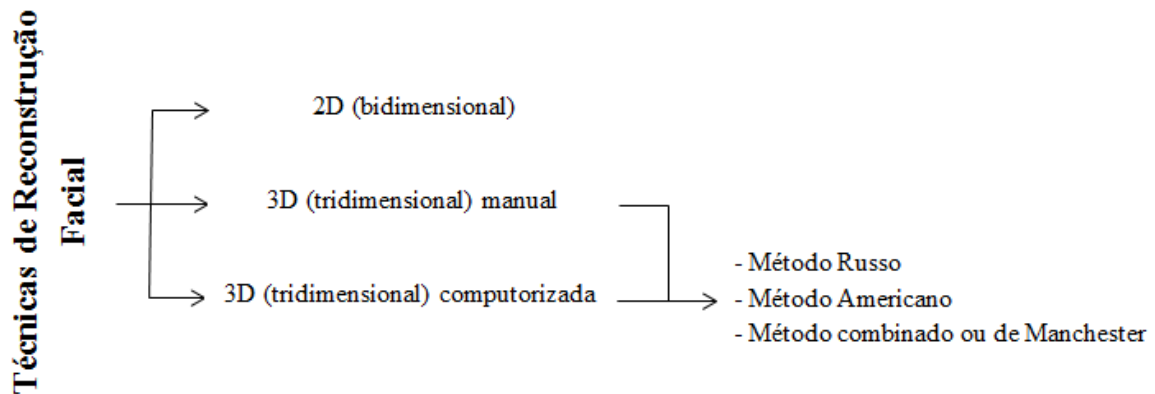 Técnicas de Reconstrução
Facial
2D (bidimensional)
3D (tridimensional) manual
3D (tridimensional) computorizada
- Método Russo
- Método Americano
- Método combinado ou de Manchester